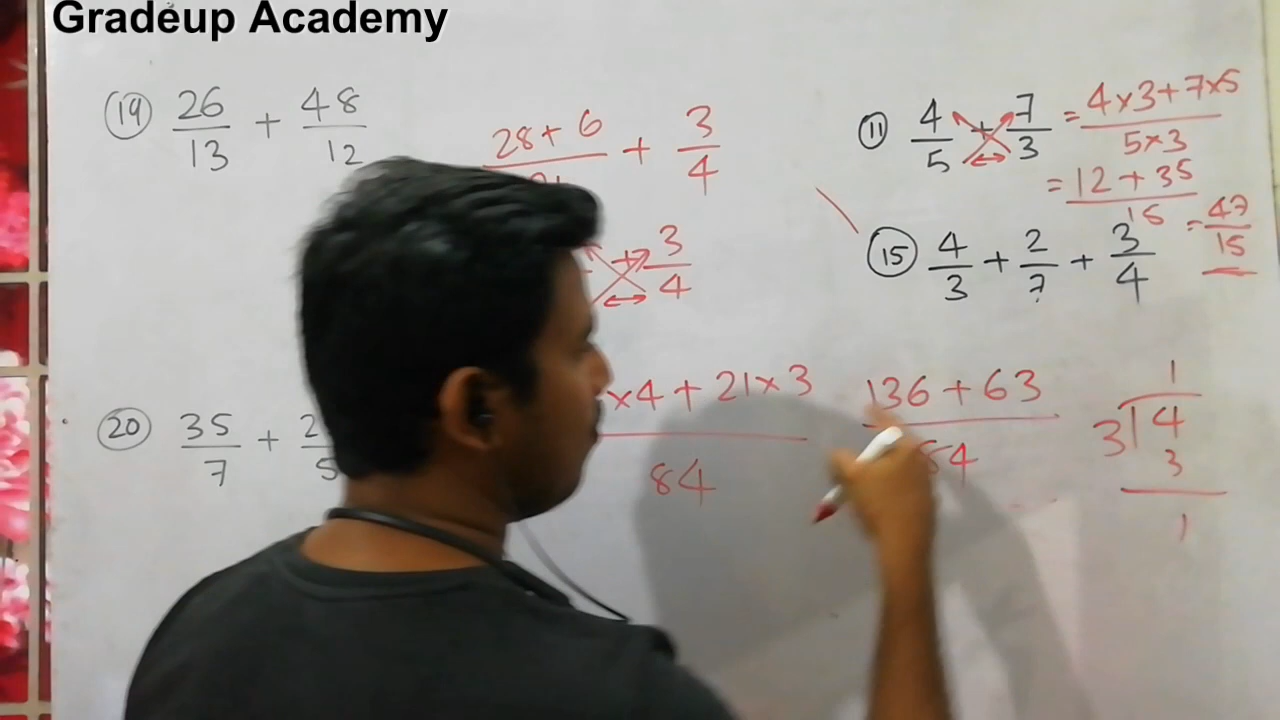 Gradeup Academy
(19) 26/13 + 48/12
28 + 6 + 3/4
+ 3/4
(11) 4/5 + 7/3 = 4×3+7×5 / 5×3
= 12 + 35 / 15 = 47/15
(15) 4/3 + 2/7 + 3/4
(20) 35/7 +
×4 + 21×3 / 84
136 + 63 / 84
1
3 14
3
1